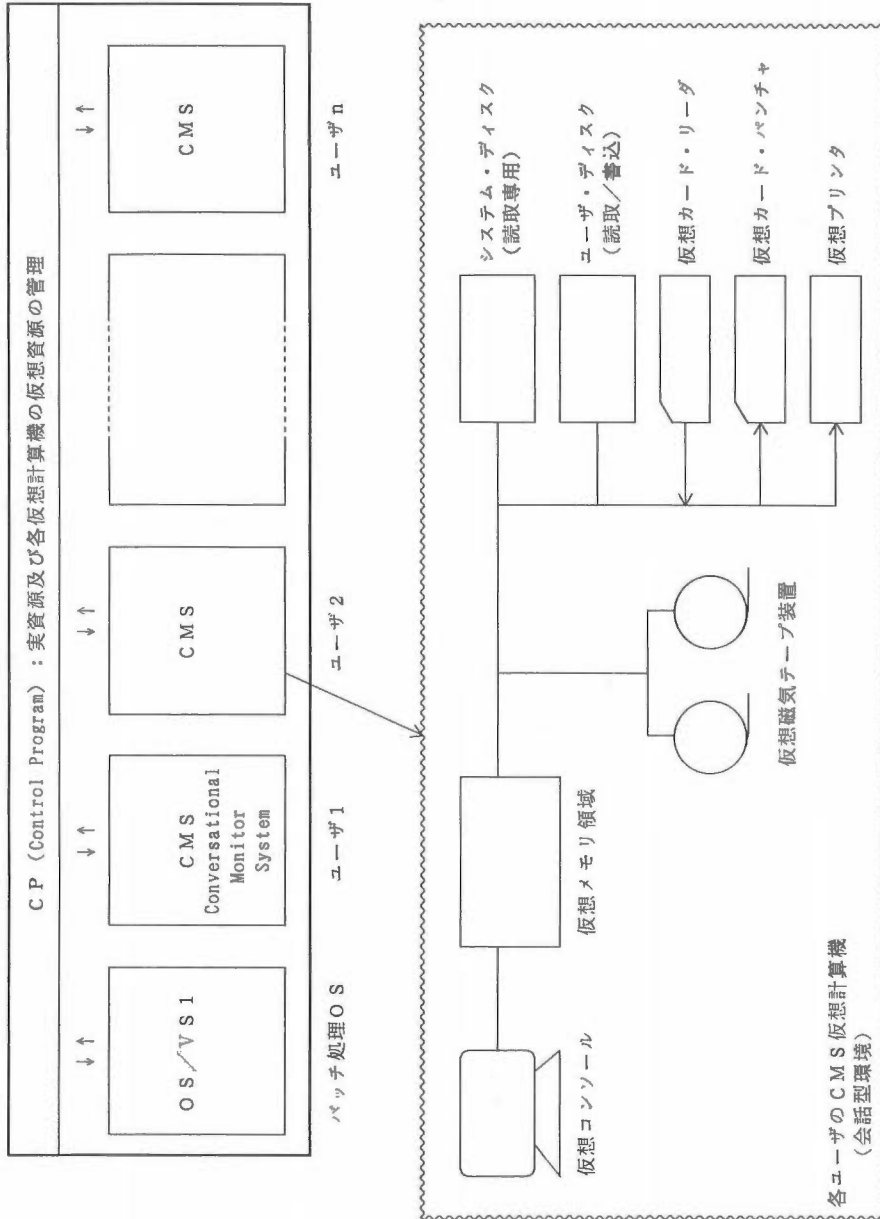 CP (Control Program) : 実資源及び各仮想計算機の仮想資源の管理
↓↑
↓↑
↓↑
↓↑
OS/VS1
CMS
Conversational
Monitor
System
CMS
CMS
バッチ処理OS
ユーザ1
ユーザ2
ユーザn
仮想コンソール
仮想メモリ領域
仮想磁気テープ装置
システム・ディスク
(読取専用)
ユーザ・ディスク
(読取/書込)
仮想カード・リーダ
仮想カード・パンチャ
仮想プリンタ
各ユーザのCMS仮想計算機
(会話型環境)